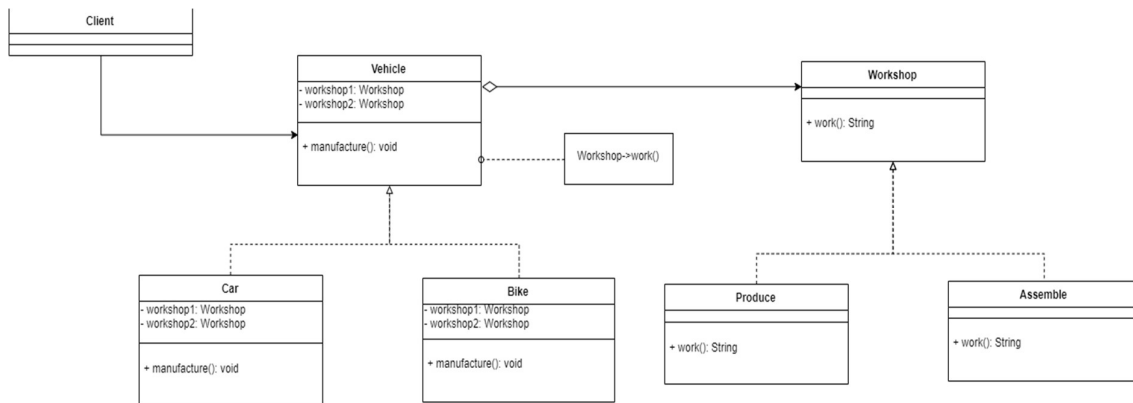 Client
Vehicle
- workshop1: Workshop
- workshop2: Workshop
+ manufacture(): void
Workshop->work()
Workshop
+ work(): String
Car
- workshop1: Workshop
- workshop2: Workshop
+ manufacture(): void
Bike
- workshop1: Workshop
- workshop2: Workshop
+ manufacture(): void
Produce
+ work(): String
Assemble
+ work(): String